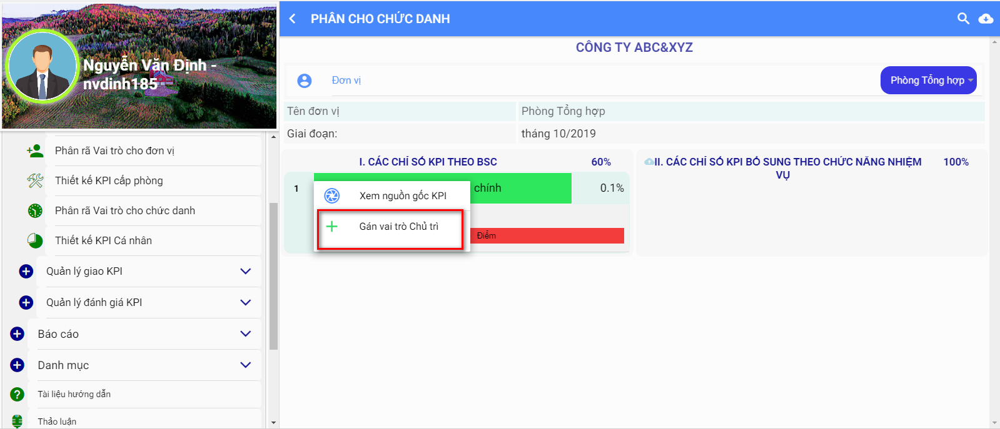 Nguyễn Văn Định -
nvdinh185
Phân rã Vai trò cho đơn vị
Thiết kế KPI cấp phòng
Phân rã Vai trò cho chức danh
Thiết kế KPI Cá nhân
Quản lý giao KPI
Quản lý đánh giá KPI
Báo cáo
Danh mục
Tài liệu hướng dẫn
Thảo luận
PHÂN CHO CHỨC DANH
CÔNG TY ABC&XYZ
Đơn vị
Phòng Tổng hợp
Tên đơn vị Phòng Tổng hợp
Giai đoạn: tháng 10/2019
I. CÁC CHỈ SỐ KPI THEO BSC 60%
1 chính 0.1%
Xem nguồn gốc KPI
Gán vai trò Chủ trì
Điểm
II. CÁC CHỈ SỐ KPI BỔ SUNG THEO CHỨC NĂNG NHIỆM 100%
VỤ